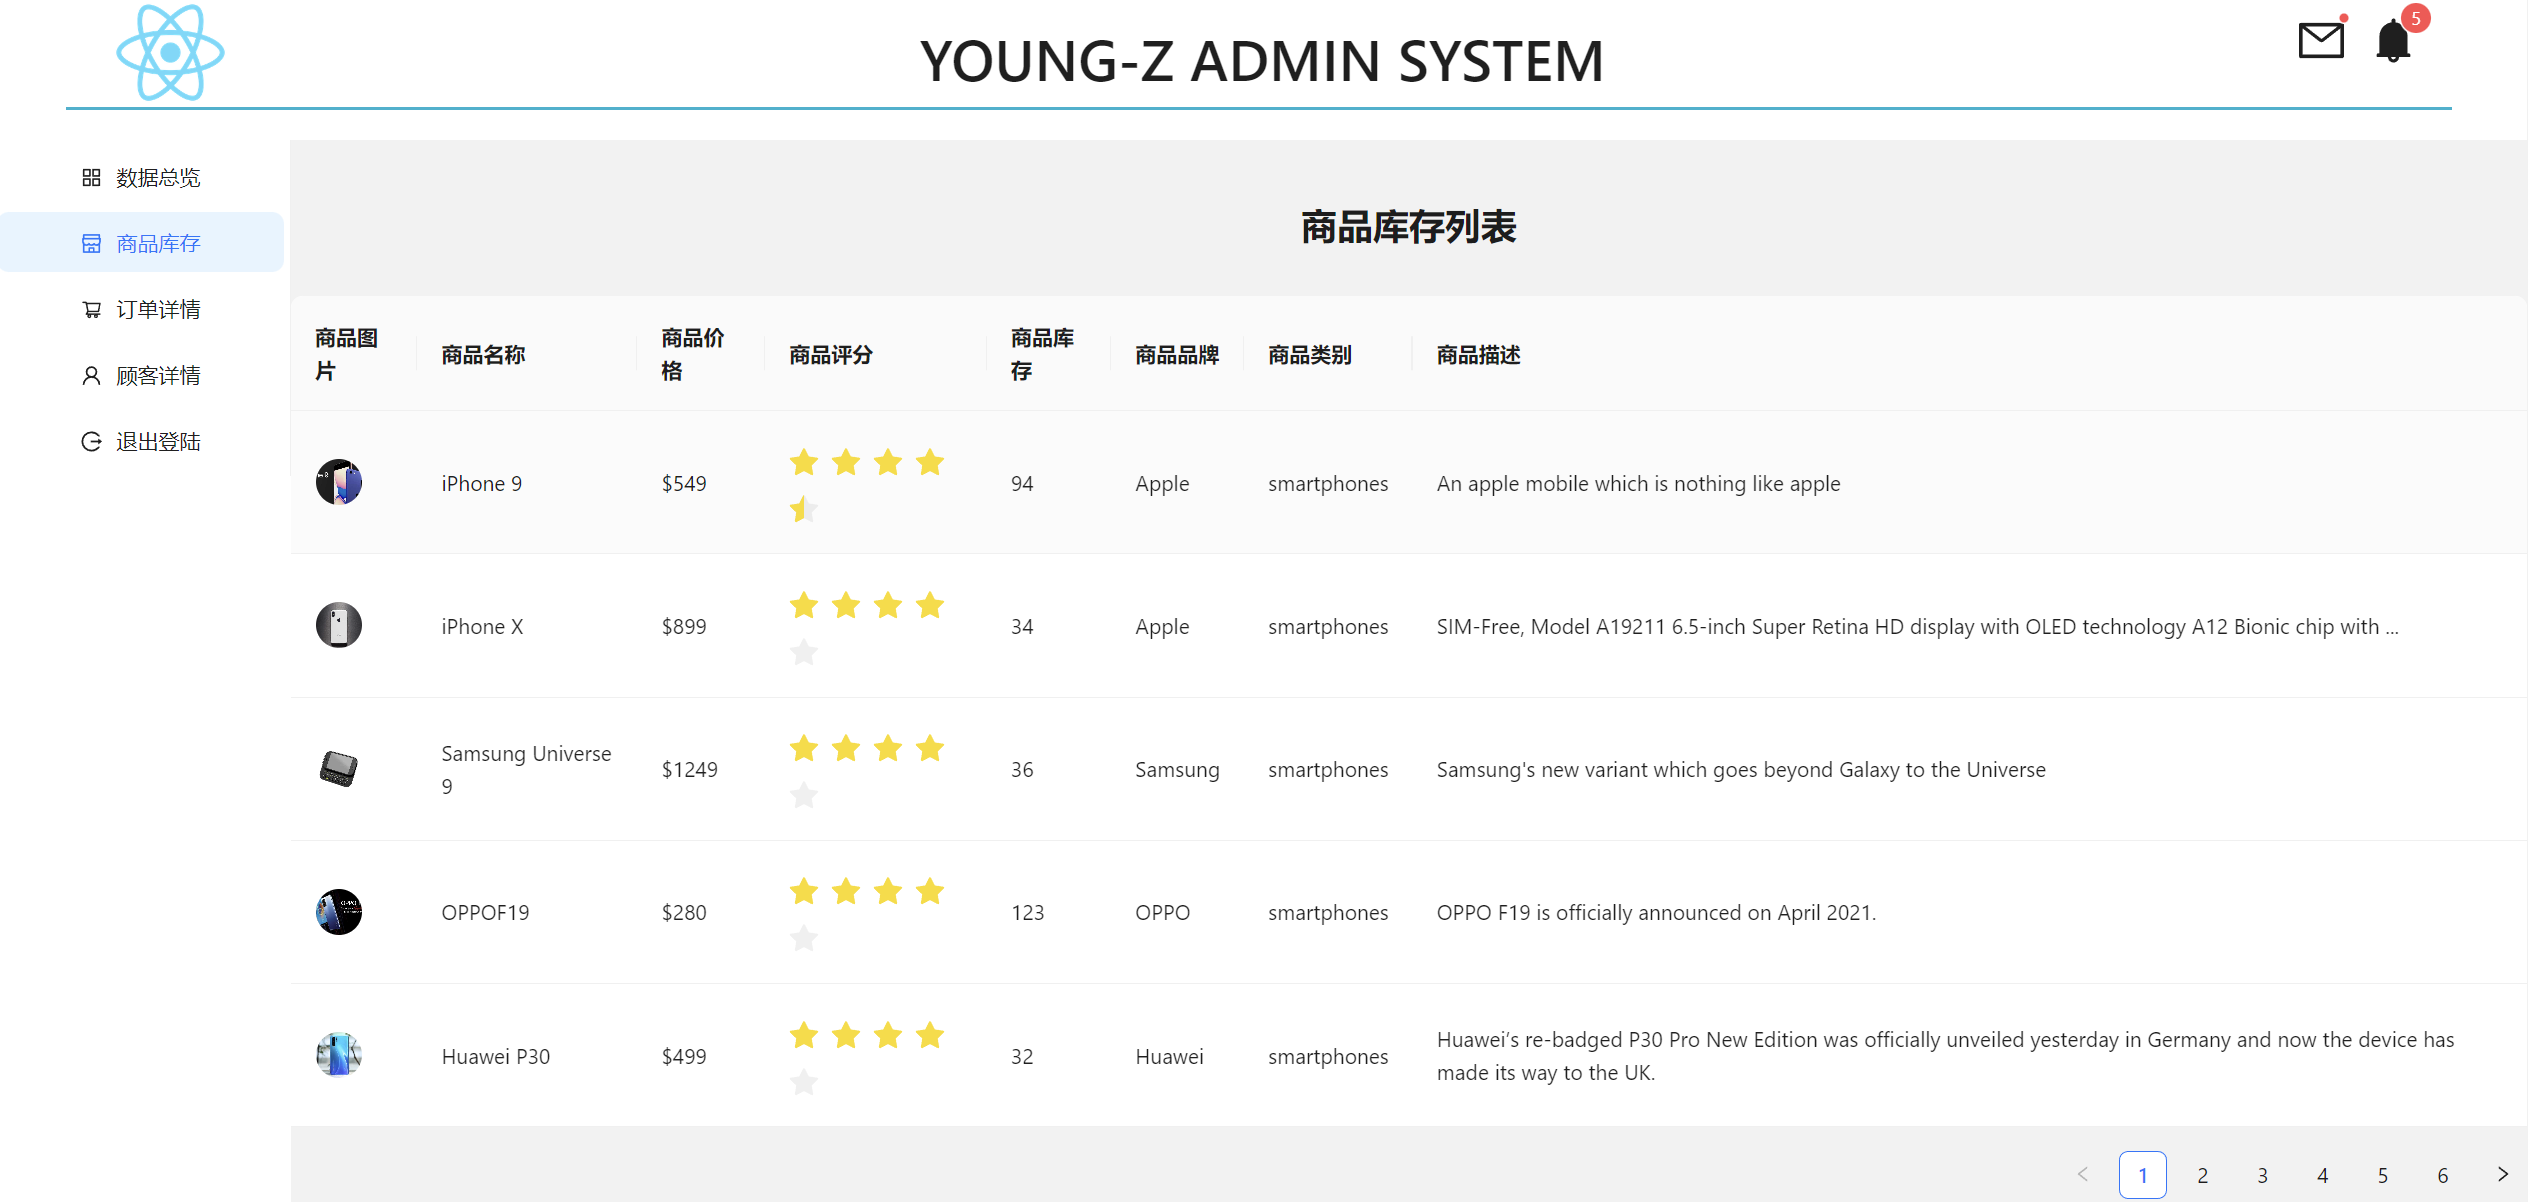 YOUNG-Z ADMIN SYSTEM
5
数据总览
商品库存
订单详情
顾客详情
退出登陆
商品库存列表
商品图片 商品名称 商品价格 商品评分 商品库存 商品品牌 商品类别 商品描述
iPhone 9 $549 94 Apple smartphones An apple mobile which is nothing like apple
iPhone X $899 34 Apple smartphones SIM-Free, Model A19211 6.5-inch Super Retina HD display with OLED technology A12 Bionic chip with ...
Samsung Universe 9 $1249 36 Samsung smartphones Samsung's new variant which goes beyond Galaxy to the Universe
OPPOF19 $280 123 OPPO smartphones OPPO F19 is officially announced on April 2021.
Huawei P30 $499 32 Huawei smartphones Huawei’s re-badged P30 Pro New Edition was officially unveiled yesterday in Germany and now the device has
made its way to the UK.
1 2 3 4 5 6